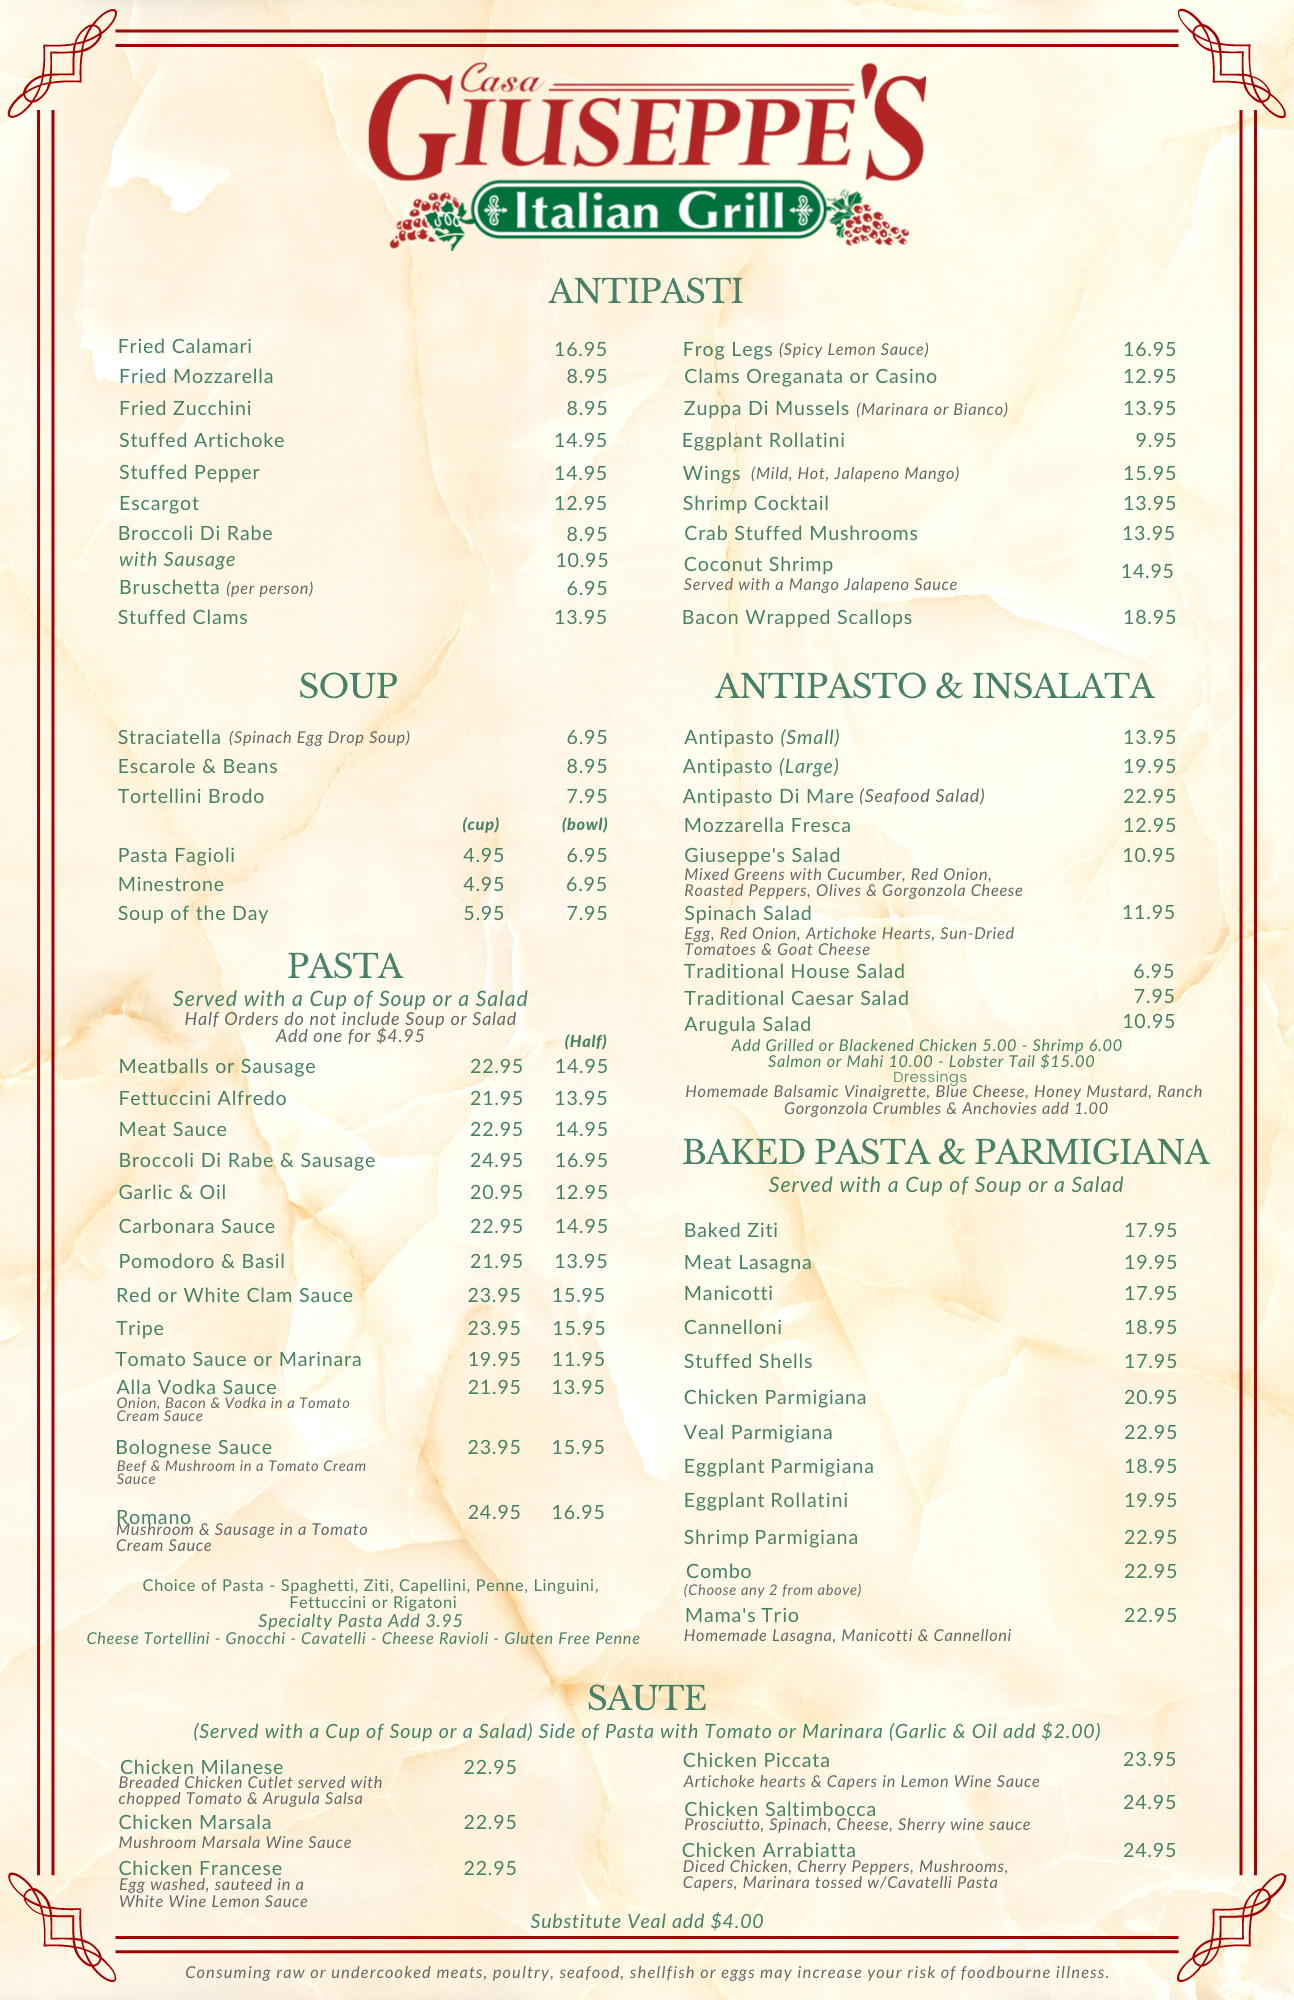 Casa
GIUSEPPE'S
Italian Grill
ANTIPASTI
Fried Calamari 16.95
Fried Mozzarella 8.95
Fried Zucchini 8.95
Stuffed Artichoke 14.95
Stuffed Pepper 14.95
Escargot 12.95
Broccoli Di Rabe 8.95
with Sausage 10.95
Bruschetta (per person) 6.95
Stuffed Clams 13.95
Frog Legs (Spicy Lemon Sauce) 16.95
Clams Oreganata or Casino 12.95
Zuppa Di Mussels (Marinara or Bianco) 13.95
Eggplant Rollatini 9.95
Wings (Mild, Hot, Jalapeno Mango) 15.95
Shrimp Cocktail 13.95
Crab Stuffed Mushrooms 13.95
Coconut Shrimp 14.95
Served with a Mango Jalapeno Sauce
Bacon Wrapped Scallops 18.95
SOUP
Straciatella (Spinach Egg Drop Soup) 6.95
Escarole & Beans 8.95
Tortellini Brodo 7.95
(cup) (bowl)
Pasta Fagioli 4.95 6.95
Minestrone 4.95 6.95
Soup of the Day 5.95 7.95
PASTA
Served with a Cup of Soup or a Salad
Half Orders do not include Soup or Salad
Add one for $4.95
(Half)
Meatballs or Sausage 22.95 14.95
Fettuccini Alfredo 21.95 13.95
Meat Sauce 22.95 14.95
Broccoli Di Rabe & Sausage 24.95 16.95
Garlic & Oil 20.95 12.95
Carbonara Sauce 22.95 14.95
Pomodoro & Basil 21.95 13.95
Red or White Clam Sauce 23.95 15.95
Tripe 23.95 15.95
Tomato Sauce or Marinara 19.95 11.95
Alla Vodka Sauce 21.95 13.95
Onion, Bacon & Vodka in a Tomato
Cream Sauce
Bolognese Sauce 23.95 15.95
Beef & Mushroom in a Tomato Cream
Sauce
Romano 24.95 16.95
Mushroom & Sausage in a Tomato
Cream Sauce
Choice of Pasta - Spaghetti, Ziti, Capellini, Penne, Linguini,
Fettuccini or Rigatoni
Specialty Pasta Add 3.95
Cheese Tortellini - Gnocchi - Cavatelli - Cheese Ravioli - Gluten Free Penne
ANTIPASTO & INSALATA
Antipasto (Small) 13.95
Antipasto (Large) 19.95
Antipasto Di Mare (Seafood Salad) 22.95
Mozzarella Fresca 12.95
Giuseppe's Salad 10.95
Mixed Greens with Cucumber, Red Onion,
Roasted Peppers, Olives & Gorgonzola Cheese
Spinach Salad 11.95
Egg, Red Onion, Artichoke Hearts, Sun-Dried
Tomatoes & Goat Cheese
Traditional House Salad 6.95
Traditional Caesar Salad 7.95
Arugula Salad 10.95
Add Grilled or Blackened Chicken 5.00 - Shrimp 6.00
Salmon or Mahi 10.00 - Lobster Tail $15.00
Dressings
Homemade Balsamic Vinaigrette, Blue Cheese, Honey Mustard, Ranch
Gorgonzola Crumbles & Anchovies add 1.00
BAKED PASTA & PARMIGIANA
Served with a Cup of Soup or a Salad
Baked Ziti 17.95
Meat Lasagna 19.95
Manicotti 17.95
Cannelloni 18.95
Stuffed Shells 17.95
Chicken Parmigiana 20.95
Veal Parmigiana 22.95
Eggplant Parmigiana 18.95
Eggplant Rollatini 19.95
Shrimp Parmigiana 22.95
Combo 22.95
(Choose any 2 from above)
Mama's Trio 22.95
Homemade Lasagna, Manicotti & Cannelloni
SAUTE
(Served with a Cup of Soup or a Salad) Side of Pasta with Tomato or Marinara (Garlic & Oil add $2.00)
Chicken Milanese 22.95
Breaded Chicken Cutlet served with
chopped Tomato & Arugula Salsa
Chicken Marsala 22.95
Mushroom Marsala Wine Sauce
Chicken Francese 22.95
Egg washed, sauteed in a
White Wine Lemon Sauce
Chicken Piccata 23.95
Artichoke hearts & Capers in Lemon Wine Sauce
Chicken Saltimbocca 24.95
Prosciutto, Spinach, Cheese, Sherry wine sauce
Chicken Arrabiatta 24.95
Diced Chicken, Cherry Peppers, Mushrooms,
Capers, Marinara tossed w/Cavatelli Pasta
Substitute Veal add $4.00
Consuming raw or undercooked meats, poultry, seafood, shellfish or eggs may increase your risk of foodbourne illness.